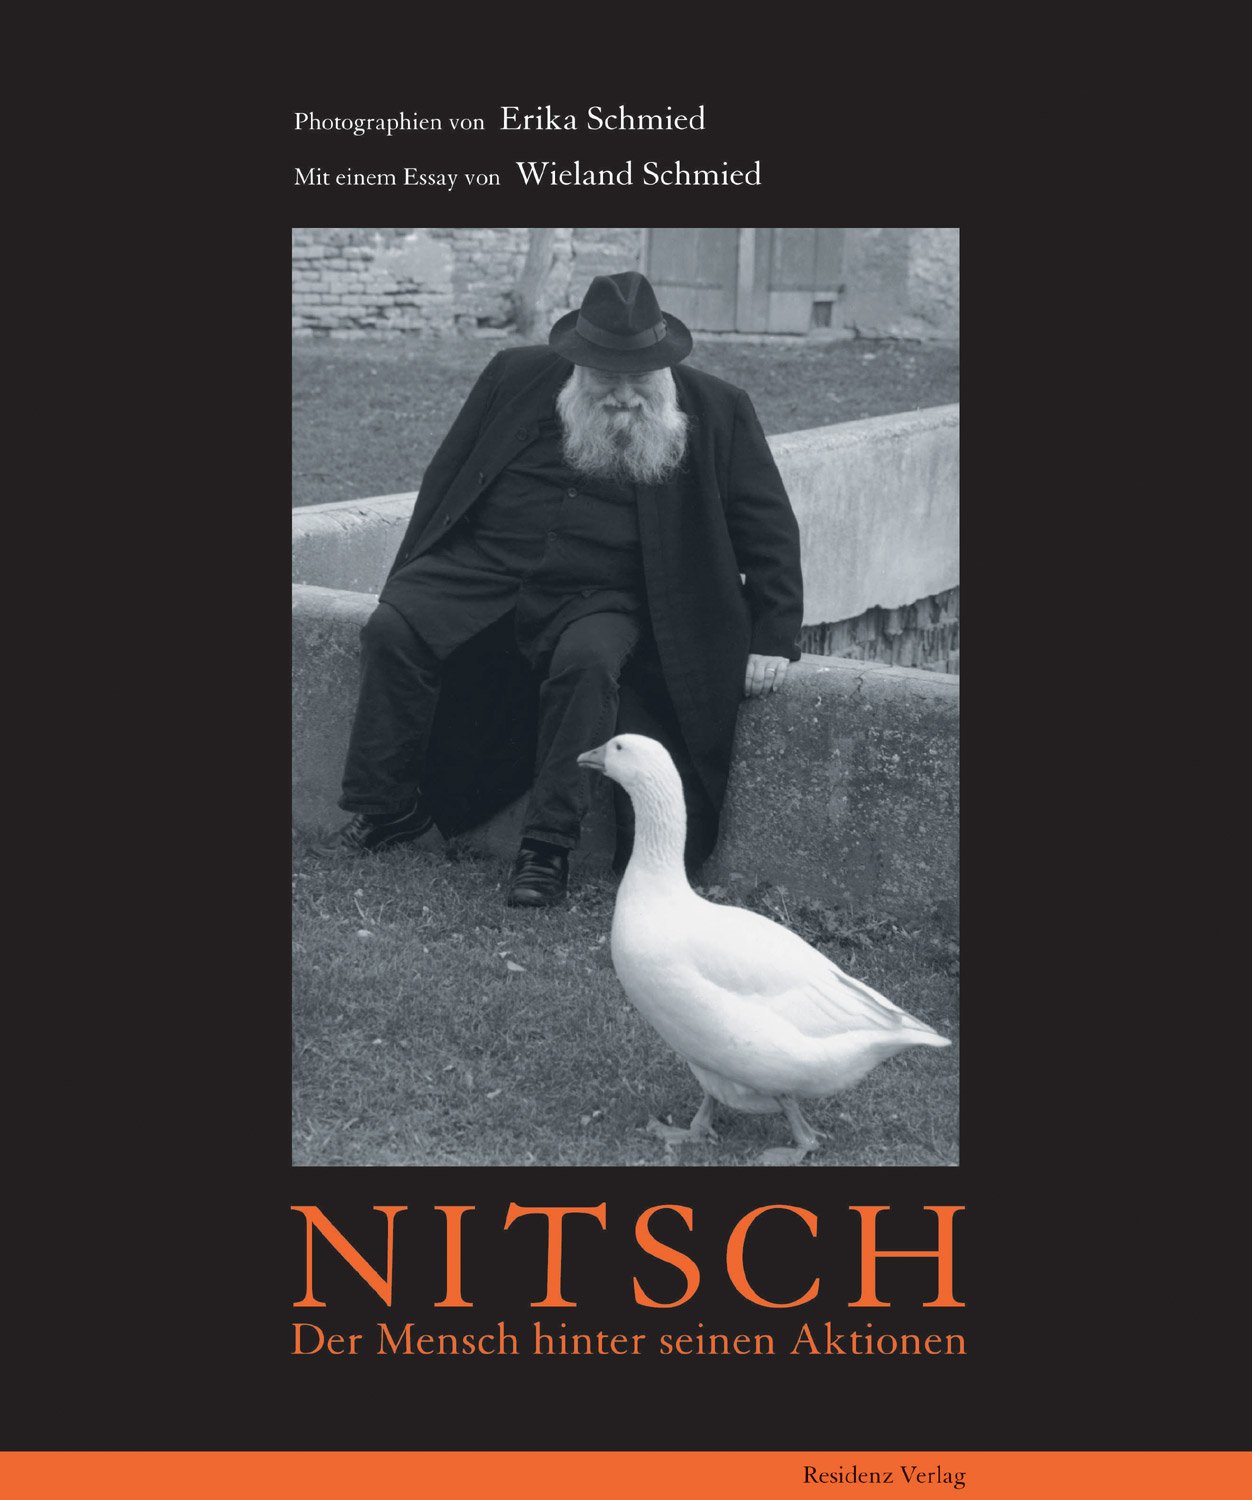 Photographien von Erika Schmied
Mit einem Essay von Wieland Schmied
NITSCH
Der Mensch hinter seinen Aktionen
Residenz Verlag